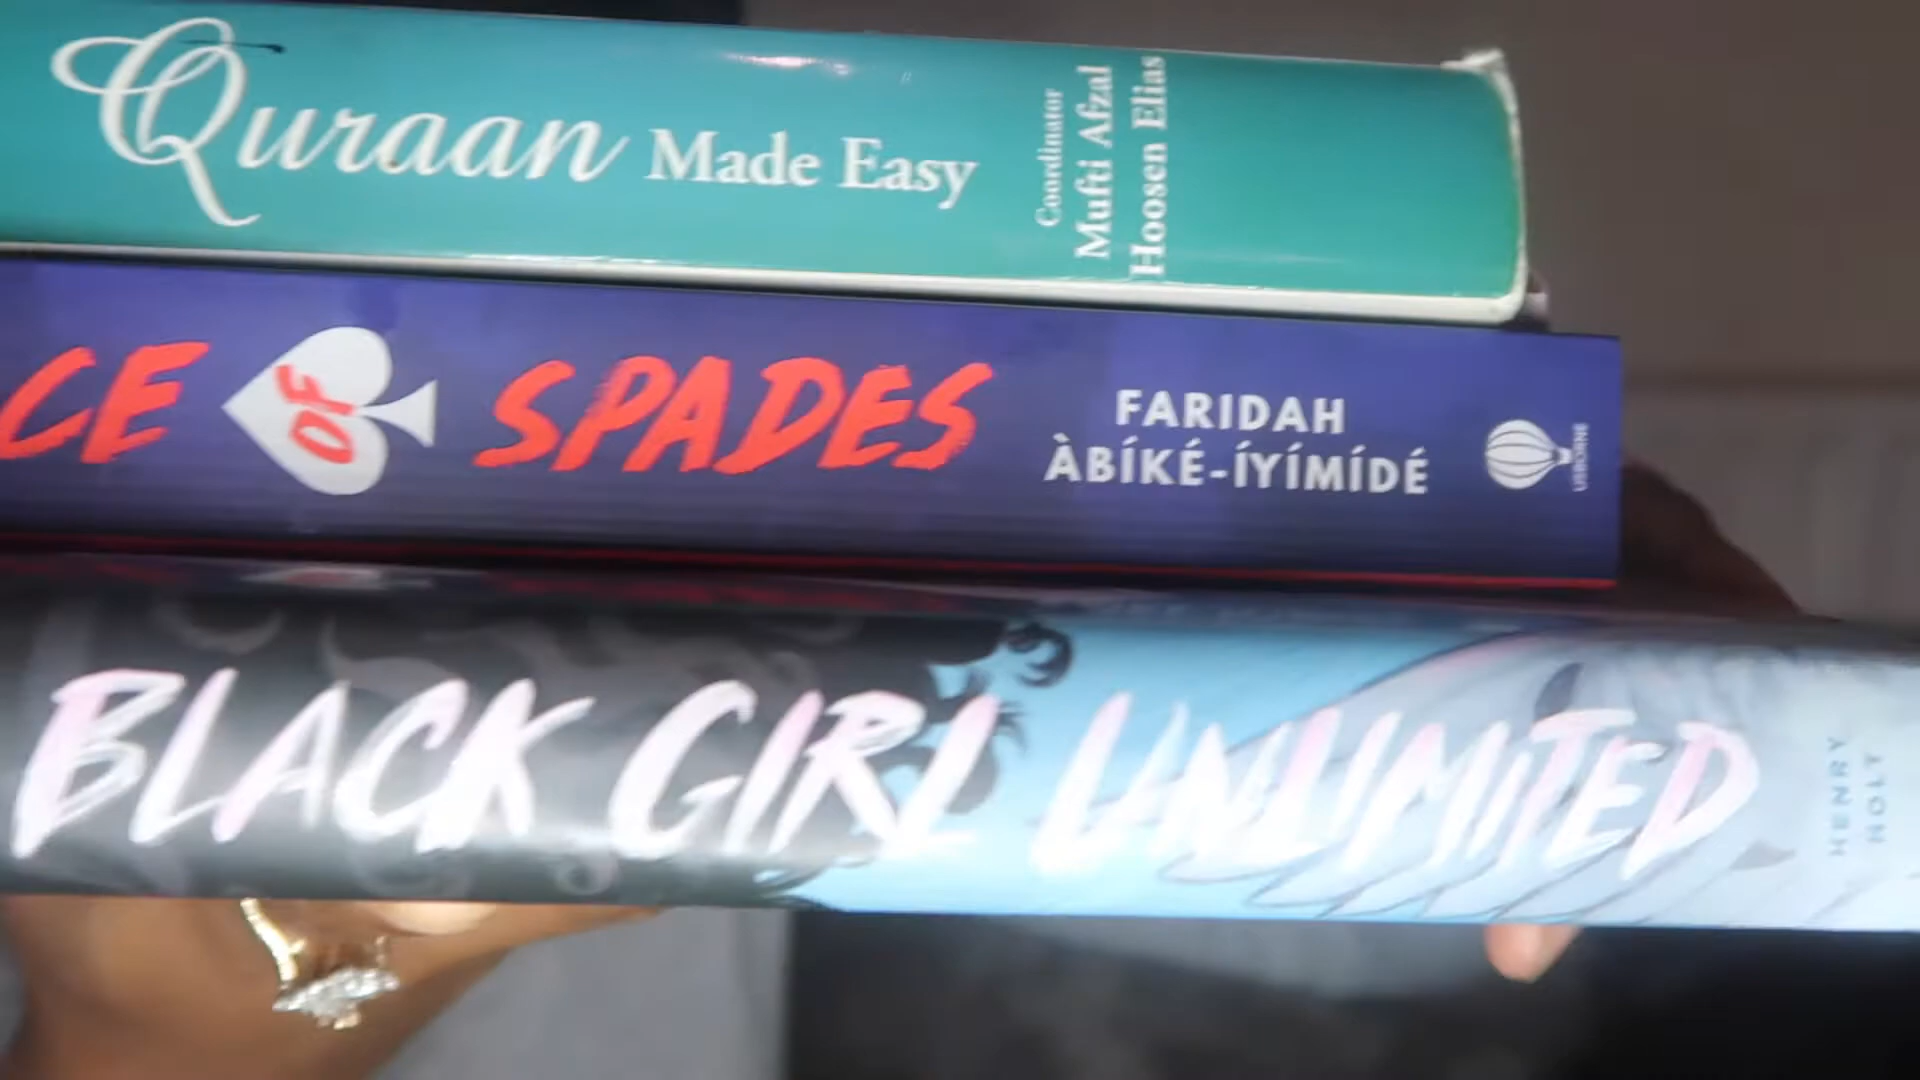 Quraan Made Easy
Coordinator
Mufti Afzal
Hoosen Elias
CE OF SPADES
FARIDAH
ÀBÍKÉ-ÍYÍMÍDÉ
USBORNE
BLACK GIRL UNLIMITED
HENRY
HOLT